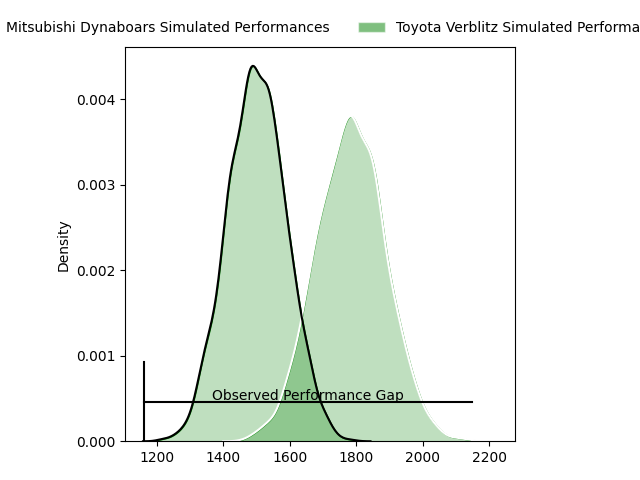 Mitsubishi Dynaboars Simulated Performances
Toyota Verblitz Simulated Performa
0.004
0.003
0.002
0.001
0.000
Density
Observed Performance Gap
1200 1400 1600 1800 2000 2200